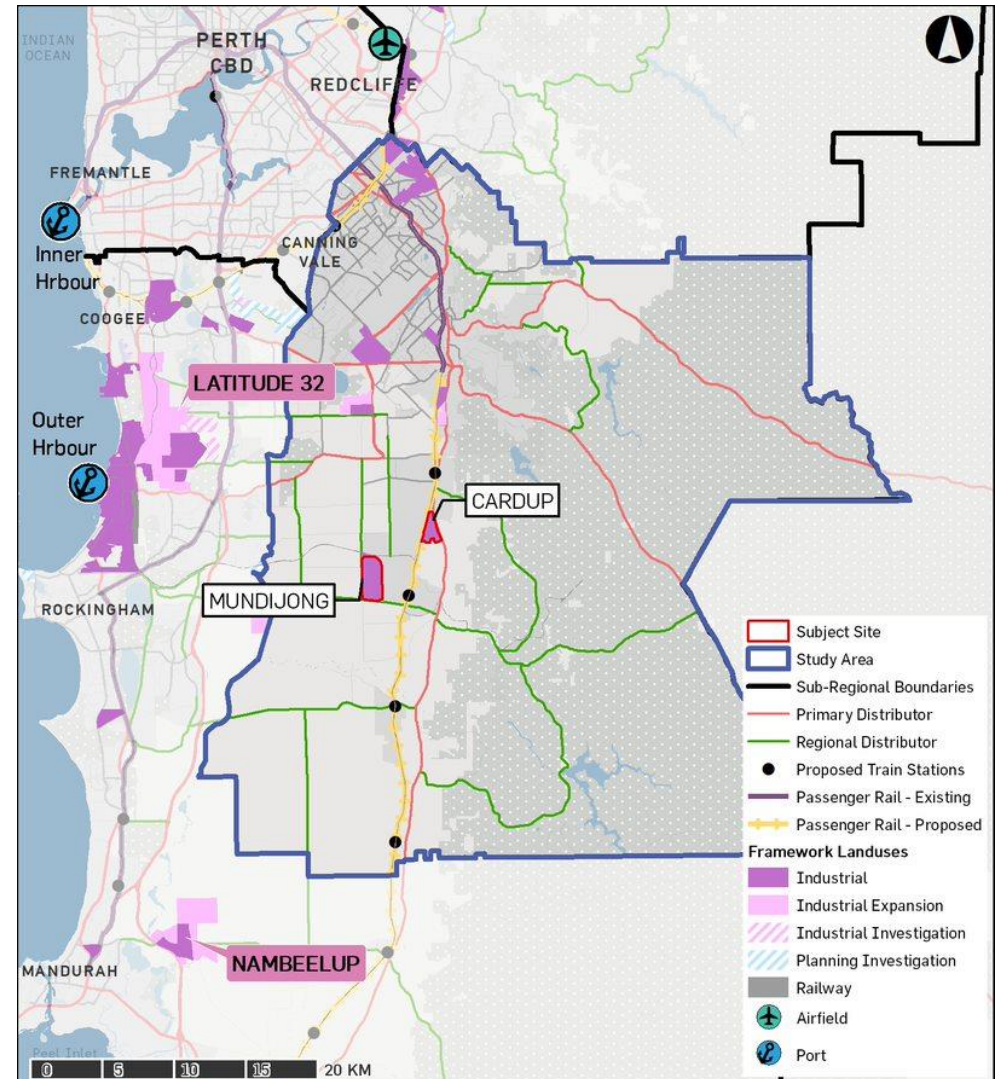 INDIAN
OCEAN
PERTH
CBD
REDCLIFFE
FREMANTLE
Inner
Hrbour
CANNING
VALE
COOGEE
LATITUDE 32
Outer
Hrbour
CARDUP
MUNDIJONG
ROCKINGHAM
NAMBEELUP
MANDURAH
Peel Inlet
0 5 10 15 20 KM
Subject Site
Study Area
Sub-Regional Boundaries
Primary Distributor
Regional Distributor
Proposed Train Stations
Passenger Rail - Existing
Passenger Rail - Proposed
Framework Landuses
Industrial
Industrial Expansion
Industrial Investigation
Planning Investigation
Railway
Airfield
Port